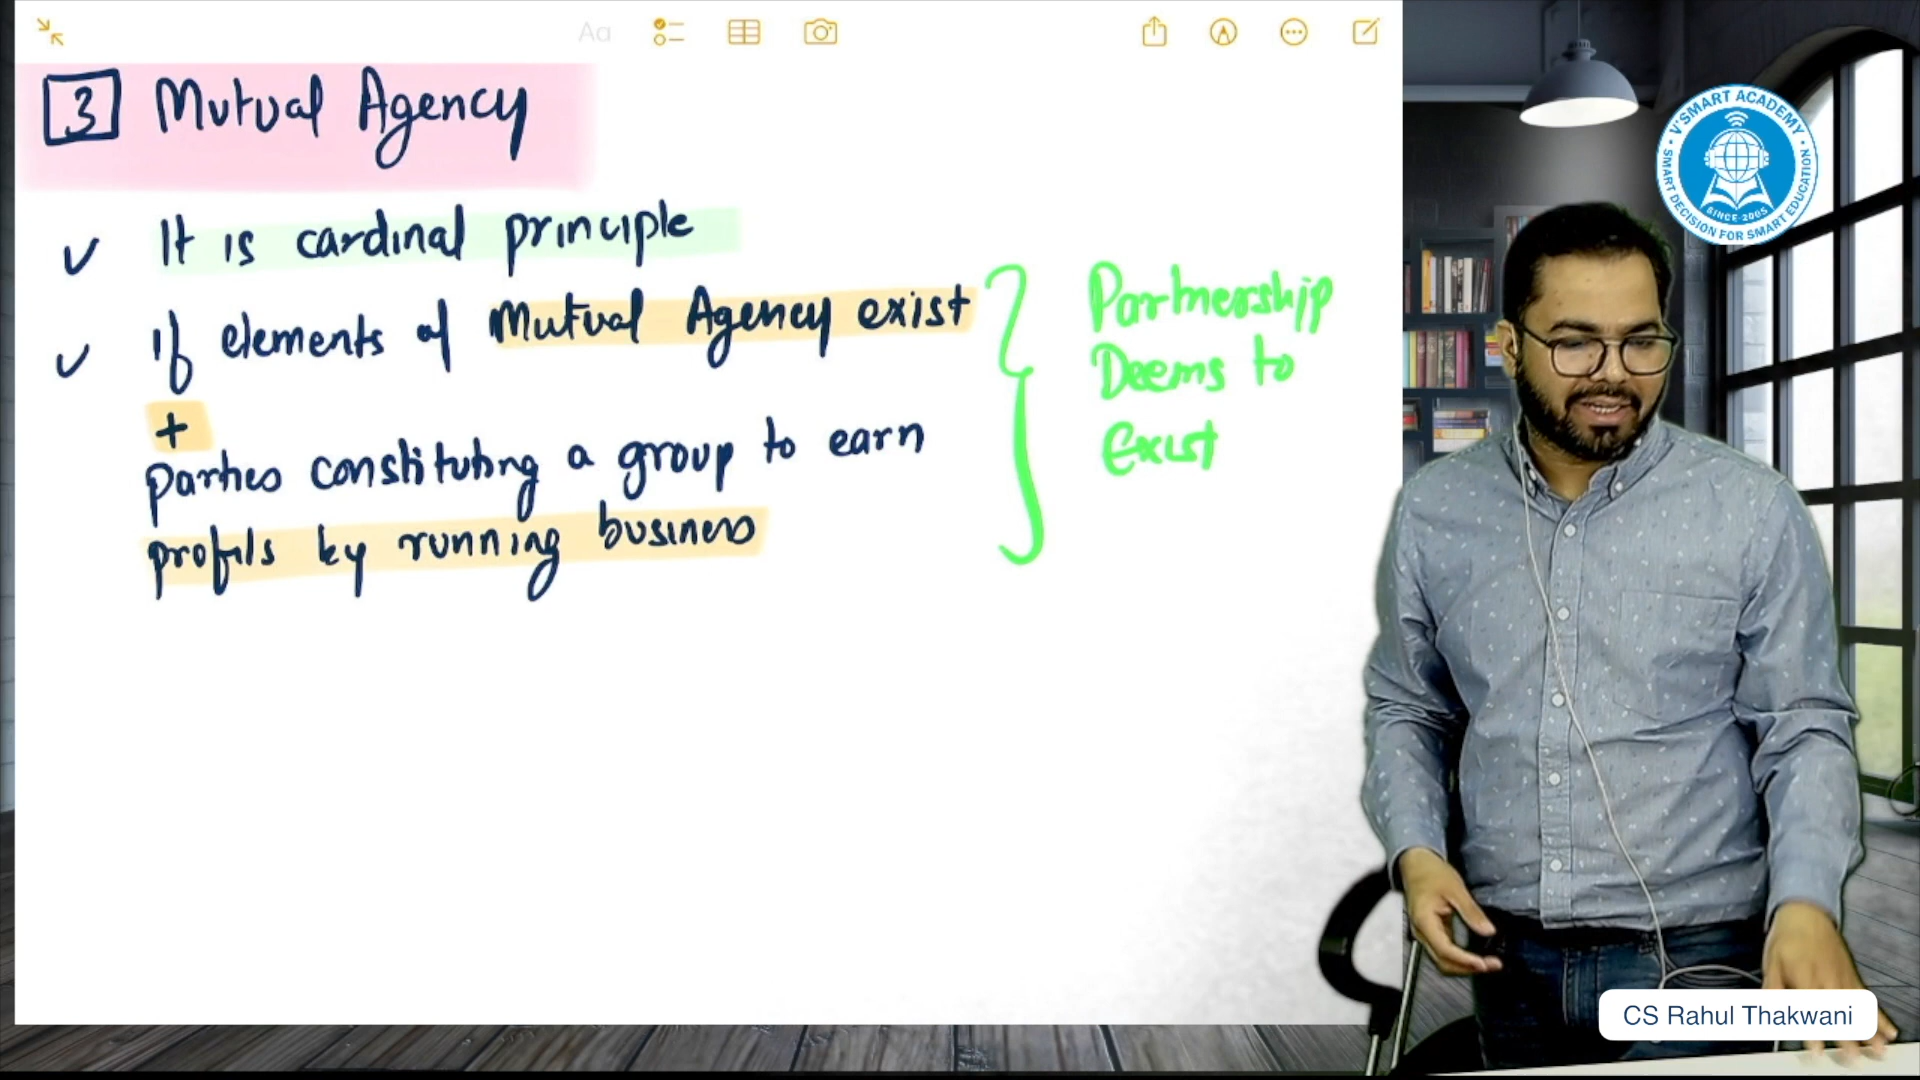 Aa
3 Mutual Agency
It is cardinal principle
If elements of Mutual Agency exist
+
parties constituting a group to earn
profits by running business
Partnership
Deems to
Exist
V'SMART ACADEMY
SMART DECISION FOR SMART EDUCATION
SINCE-2005
CS Rahul Thakwani